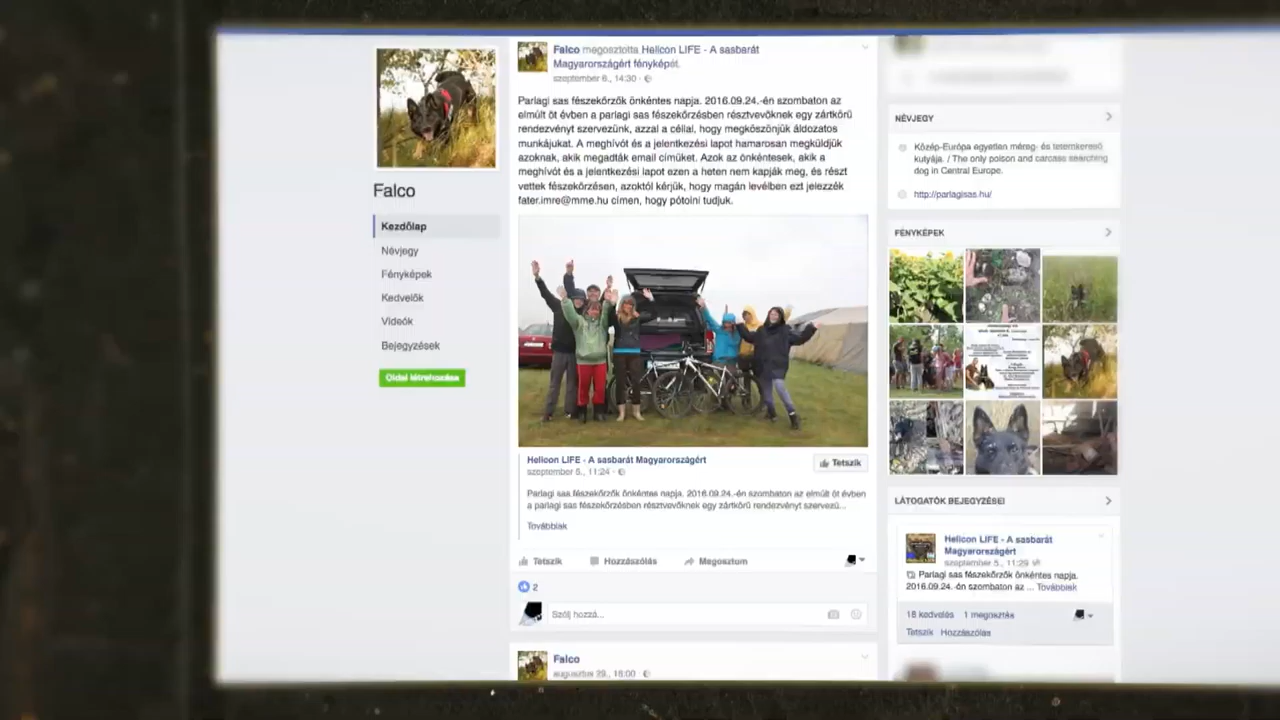 Falco
Kezdőlap
Névjegy
Fényképek
Kedvelők
Videók
Bejegyzések
Oldal létrehozása
Falco megosztotta Helicon LIFE - A sasbarát
Magyarországért fényképét.
szeptember 6., 14:30
Parlagi sas fészekőrzők önkéntes napja. 2016.09.24.-én szombaton az
elmúlt öt évben a parlagi sas fészekőrzésben résztvevőknek egy zártkörű
rendezvényt szervezünk, azzal a céllal, hogy megköszönjük áldozatos
munkájukat. A meghívót és a jelentkezési lapot hamarosan megküldjük
azoknak, akik megadták email címüket. Azok az önkéntesek, akik a
meghívót és a jelentkezési lapot ezen a heten nem kapják meg, és részt
vettek fészekőrzésen, azoktól kérjük, hogy magán levélben ezt jelezzék
fater.imre@mme.hu címen, hogy pótolni tudjuk.
Helicon LIFE - A sasbarát Magyarországért
szeptember 5., 11:24
Tetszik
Parlagi sas fészekőrzők önkéntes napja. 2016.09.24.-én szombaton az elmúlt öt évben
a parlagi sas fészekőrzésben résztvevőknek egy zártkörű rendezvényt szervezü...
Továbbiak
Tetszik Hozzászólás Megosztom
2
Szólj hozzá...
Falco
augusztus 29., 16:00
NÉVJEGY
Közép-Európa egyetlen méreg- és tetemkereső
kutyája. / The only poison and carcase searching
dog in Central Europe.
http://parlagisas.hu/
FÉNYKÉPEK
LÁTOGATÓK BEJEGYZÉSEI
Helicon LIFE - A sasbarát
Magyarországért
szeptember 5., 11:29
Parlagi sas fészekőrzők önkéntes napja.
2016.09.24.-én szombaton az ... Továbbiak
18 kedvelés 1 megosztás
Tetszik Hozzászólás